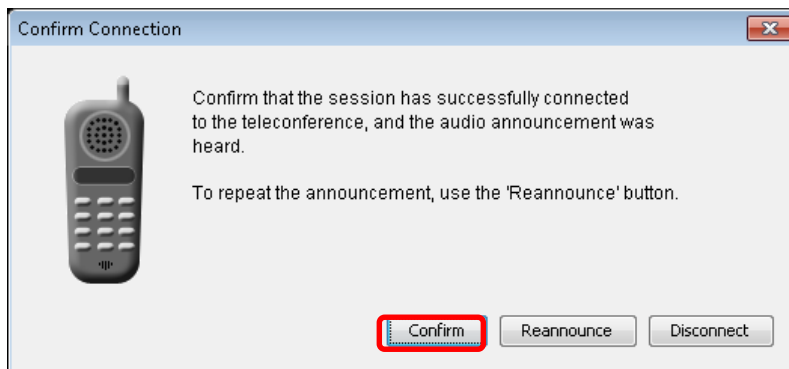 Confirm Connection
Confirm that the session has successfully connected
to the teleconference, and the audio announcement was
heard.
To repeat the announcement, use the 'Reannounce' button.
Confirm Reannounce Disconnect